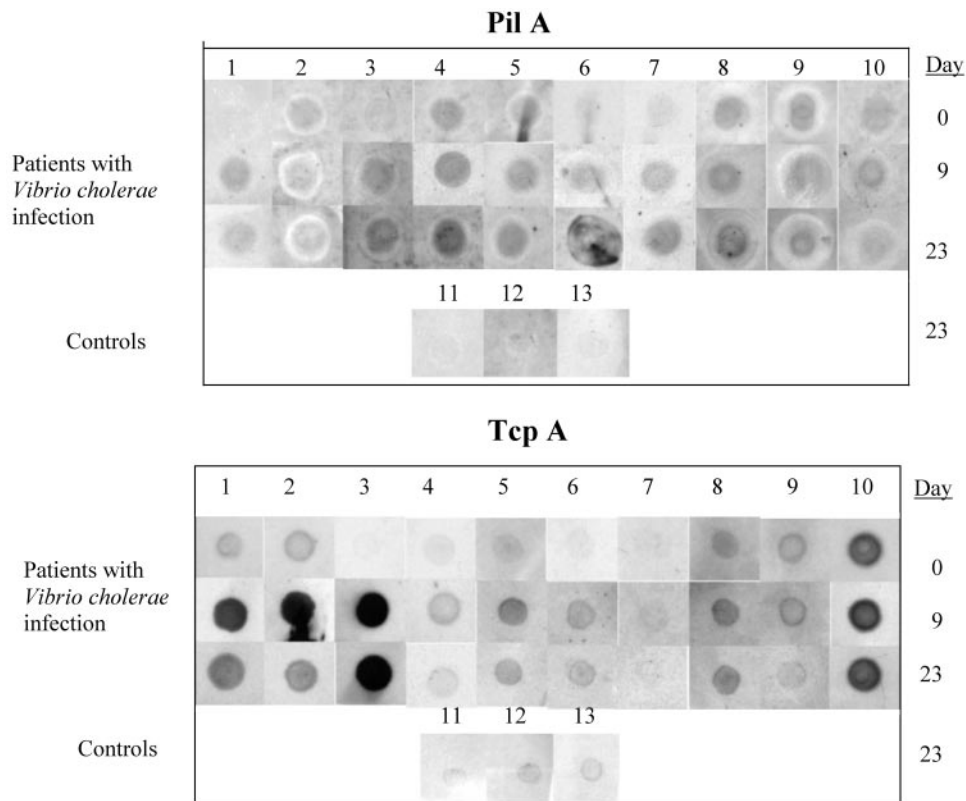 Pil A
1 2 3 4 5 6 7 8 9 10 Day
0
Patients with
Vibrio cholerae
infection
9
23
11 12 13
Controls
23
Tcp A
1 2 3 4 5 6 7 8 9 10 Day
0
Patients with
Vibrio cholerae
infection
9
23
11 12 13
Controls
23